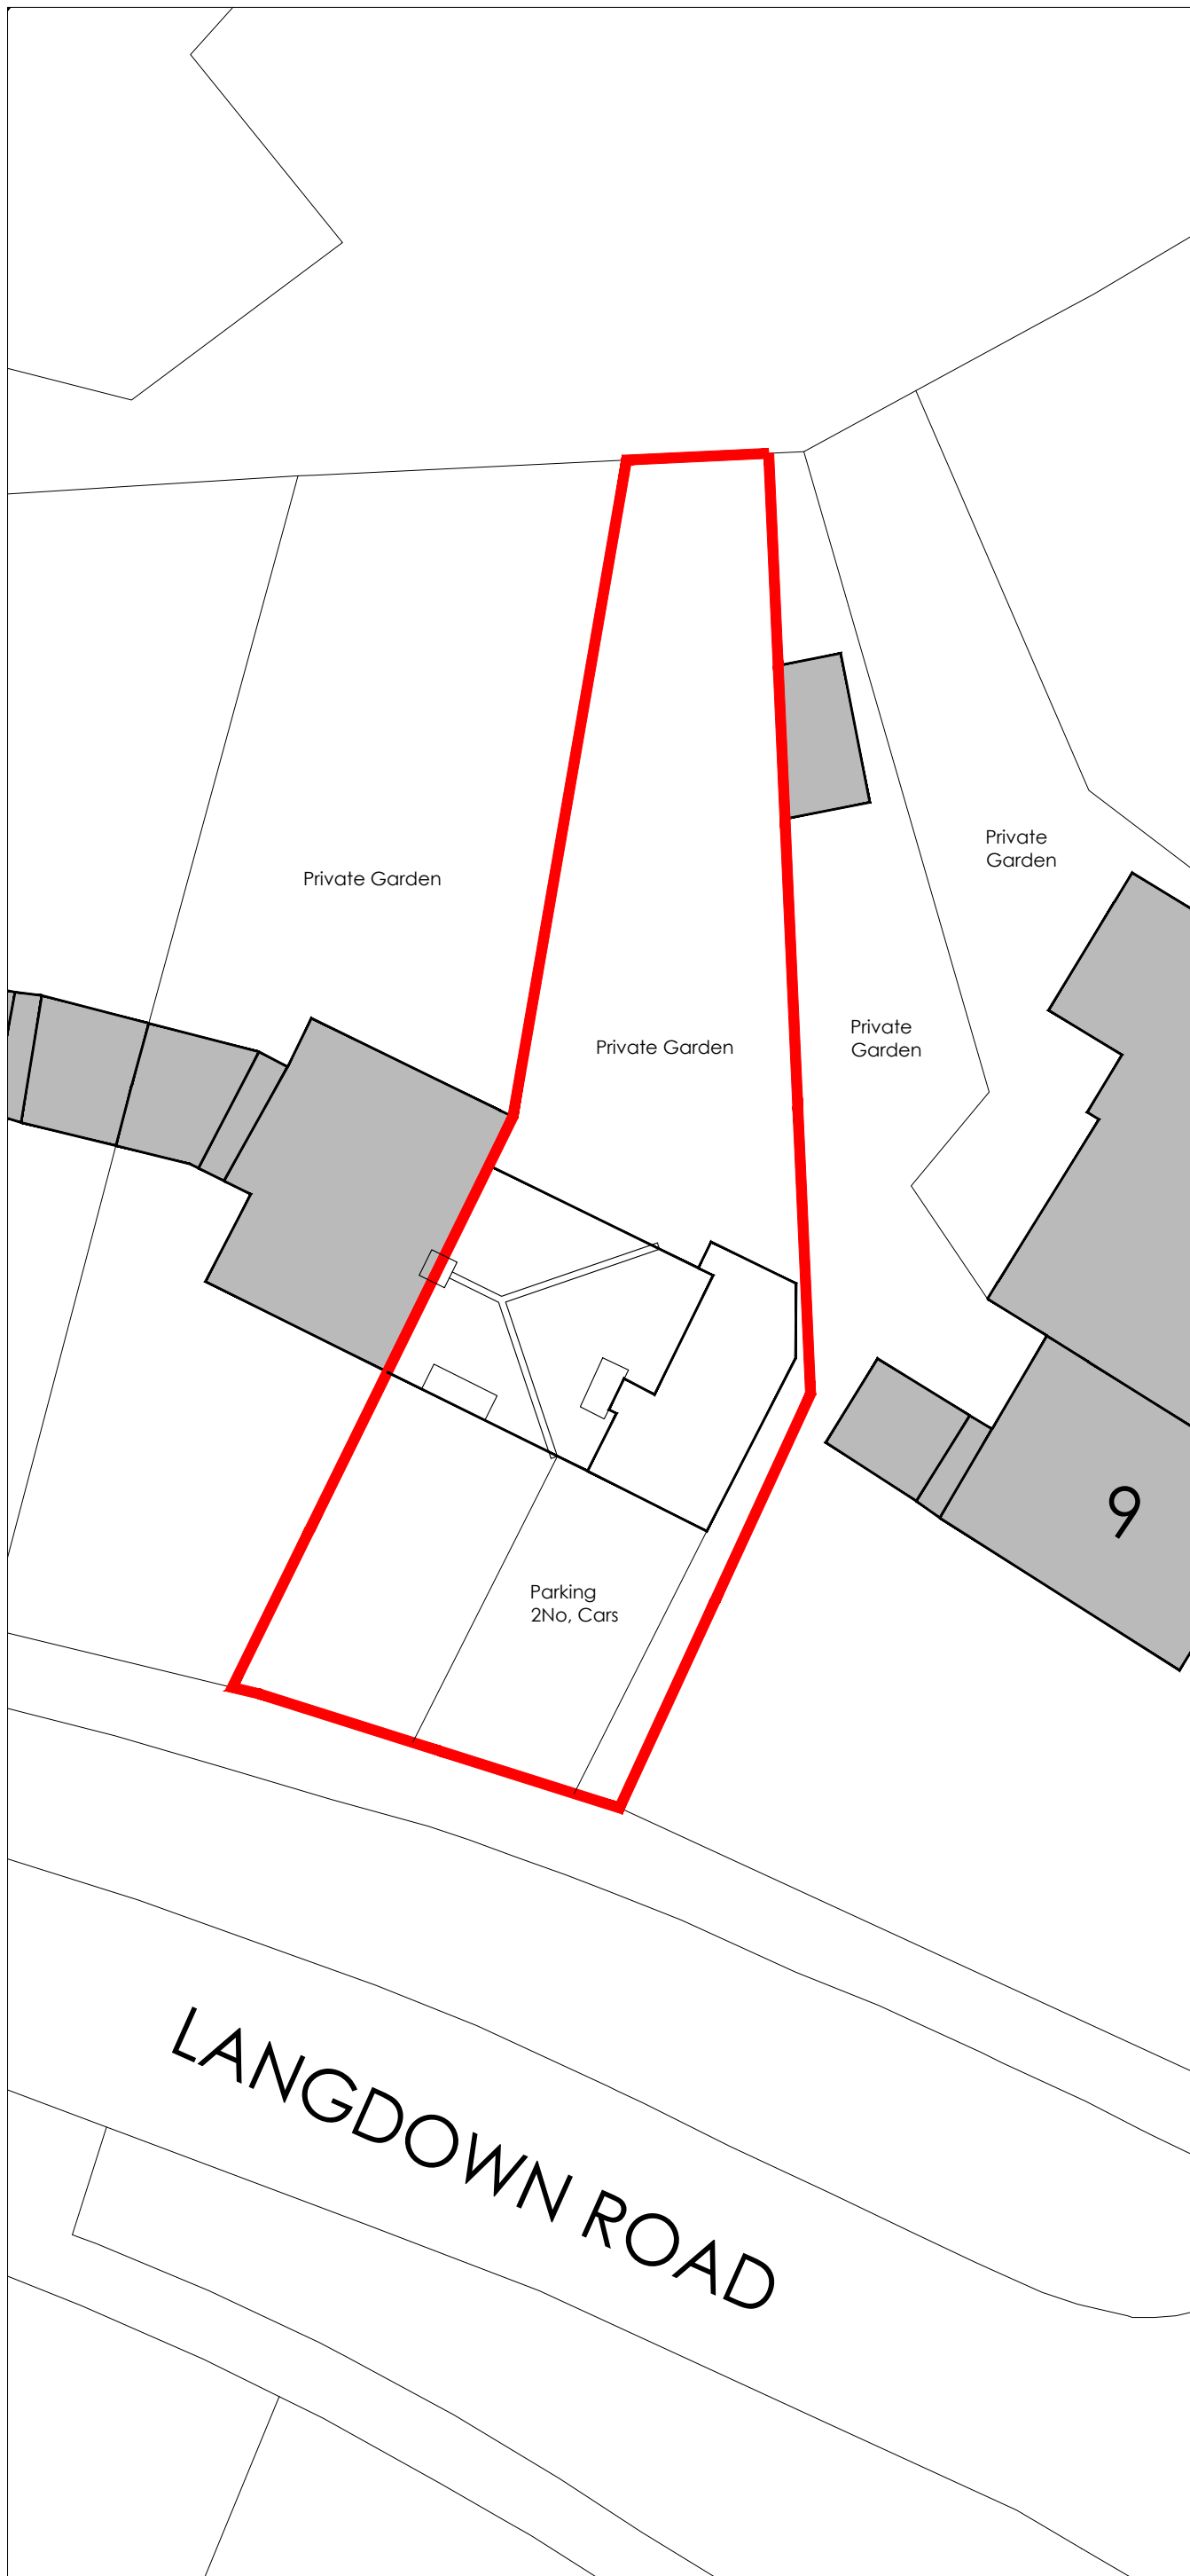 Private
Garden
Private Garden
Private
Garden
Private Garden
9
Parking
2No, Cars
LANGDOWN ROAD